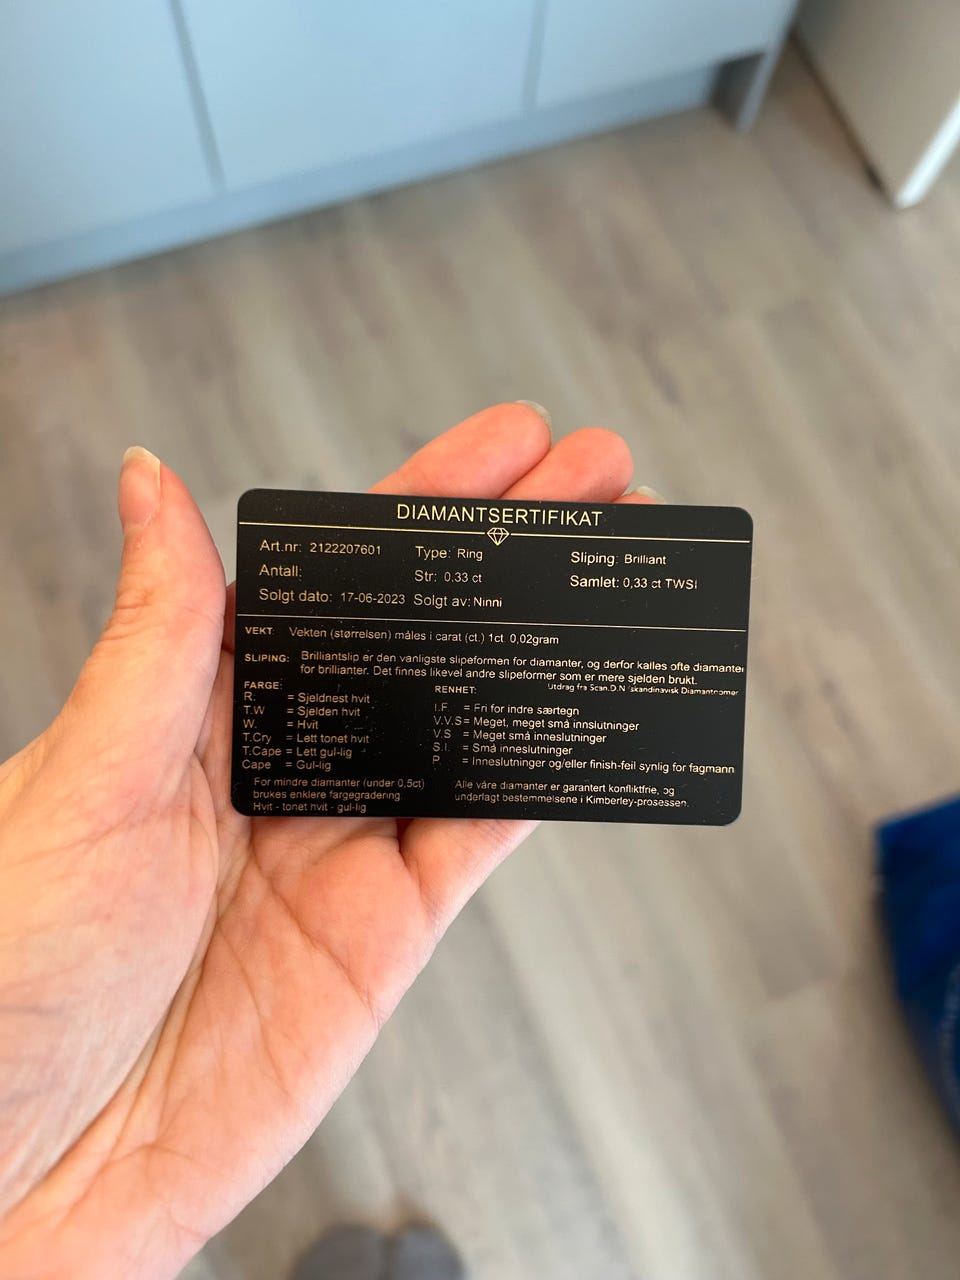 DIAMANTSERTIFIKAT
Art.nr: 2122207601 Type: Ring Sliping: Brilliant
Antall: Str: 0.33 ct Samlet: 0,33 ct TWSI
Solgt dato: 17-06-2023 Solgt av: Ninni
VEKT: Vekten (størrelsen) måles i carat (ct.) 1ct. 0,02gram
SLIPING: Brilliantslip er den vanligste slipeformen for diamanter, og derfor kalles ofte diamanter
for brillianter. Det finnes likevel andre slipeformer som er mere sjelden brukt.
Utdrag fra Scan.D.N /skandinavisk Diamantnomer
FARGE:
R. = Sjeldnest hvit
T.W = Sjelden hvit
W. = Hvit
T.Cry = Lett tonet hvit
T.Cape = Lett gul-lig
Cape = Gul-lig
For mindre diamanter (under 0,5ct)
brukes enklere fargegradering.
Hvit - tonet hvit - gul-lig
RENHET:
I.F. = Fri for indre særtegn
V.V.S = Meget, meget små innslutninger
V.S = Meget små inneslutninger
S.I. = Små inneslutninger
P. = Inneslutninger og/eller finish-feil synlig for fagmann
Alle våre diamanter er garantert konfliktfrie, og
underlagt bestemmelsene i Kimberley-prosessen.